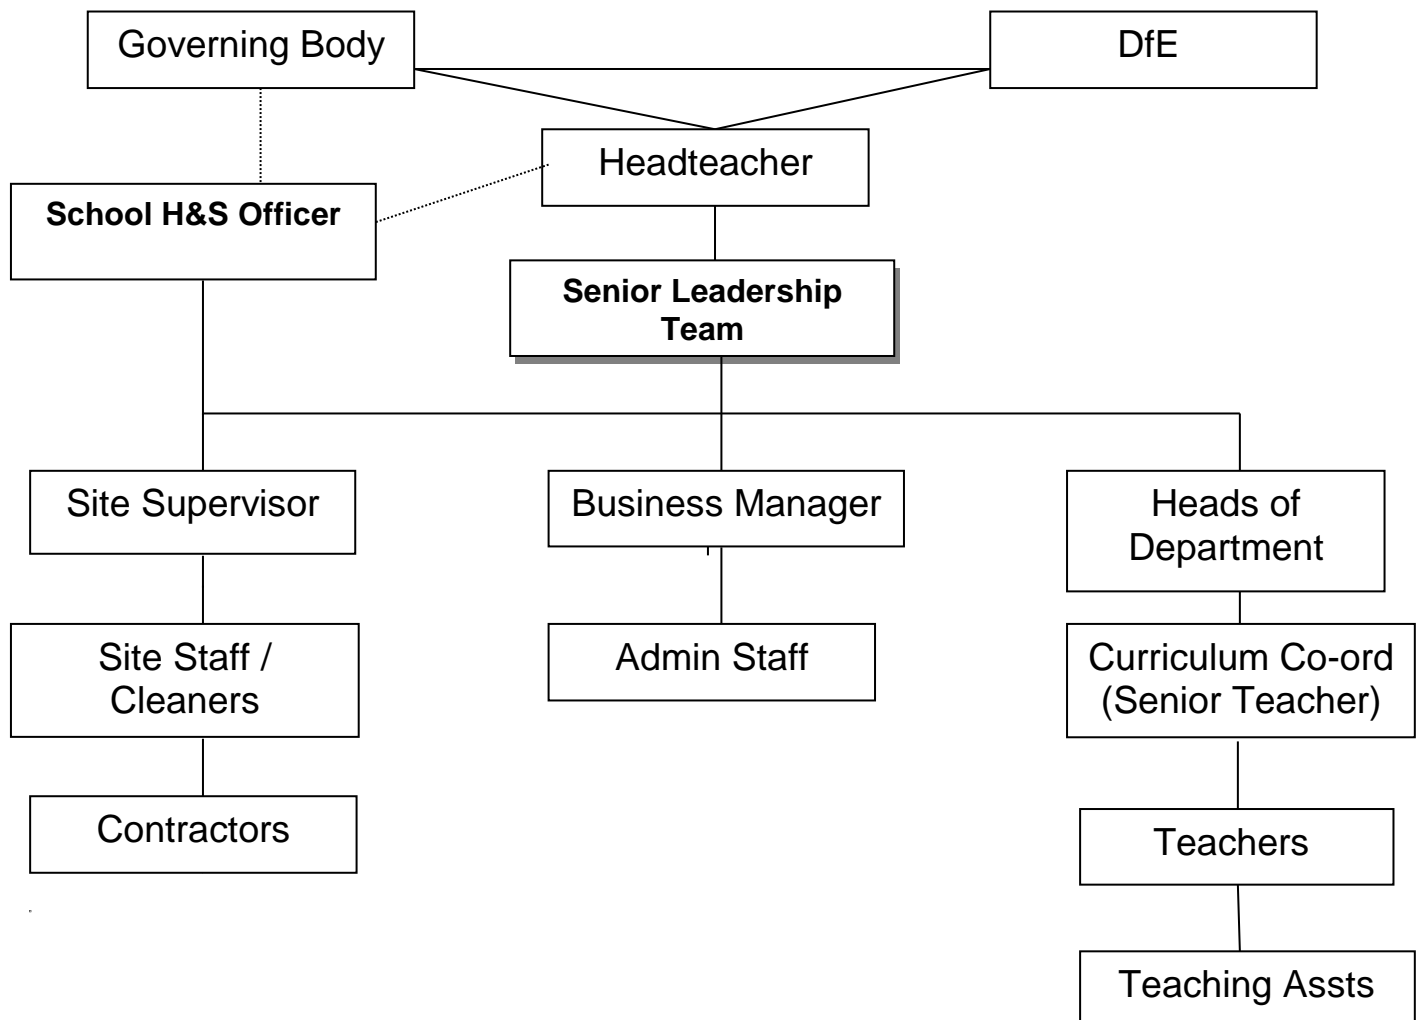 Governing Body
DfE
Headteacher
School H&S Officer
Senior Leadership
Team
Site Supervisor
Business Manager
Heads of
Department
Site Staff /
Cleaners
Admin Staff
Curriculum Co-ord
(Senior Teacher)
Contractors
Teachers
Teaching Assts